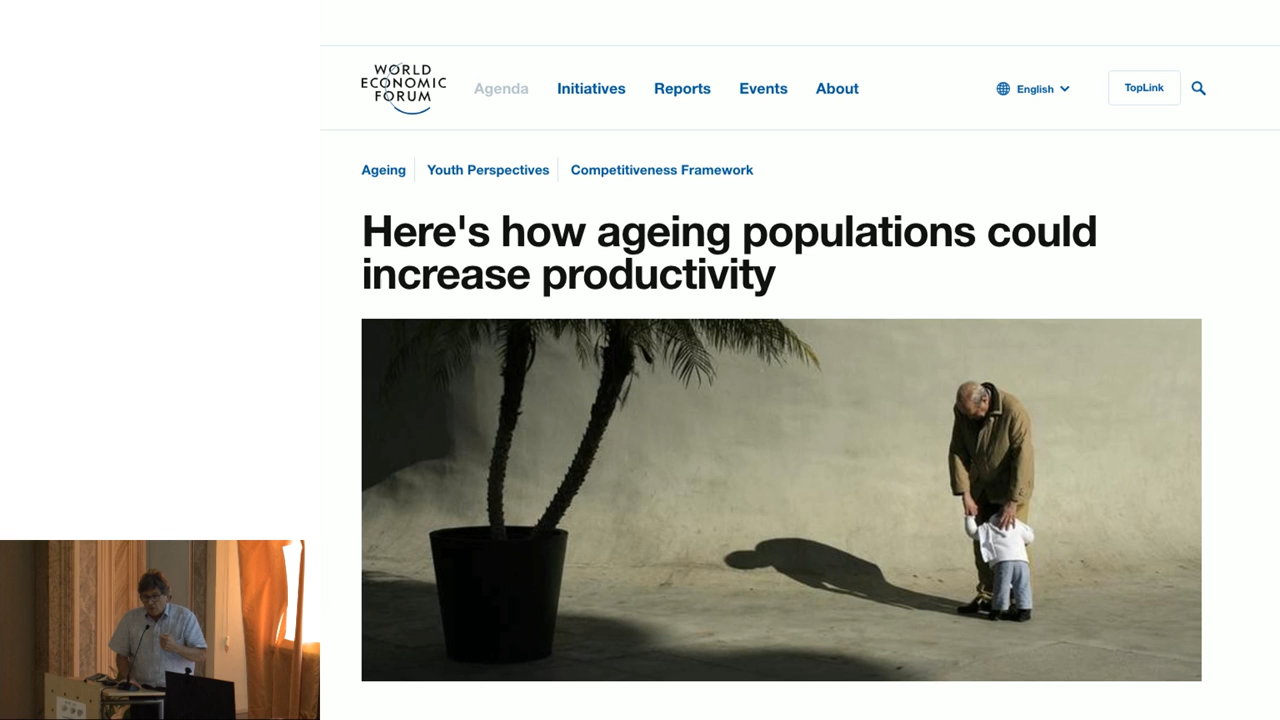 WORLD
ECONOMIC
FORUM
Agenda
Initiatives
Reports
Events
About
English
TopLink
Ageing
Youth Perspectives
Competitiveness Framework
Here's how ageing populations could
increase productivity